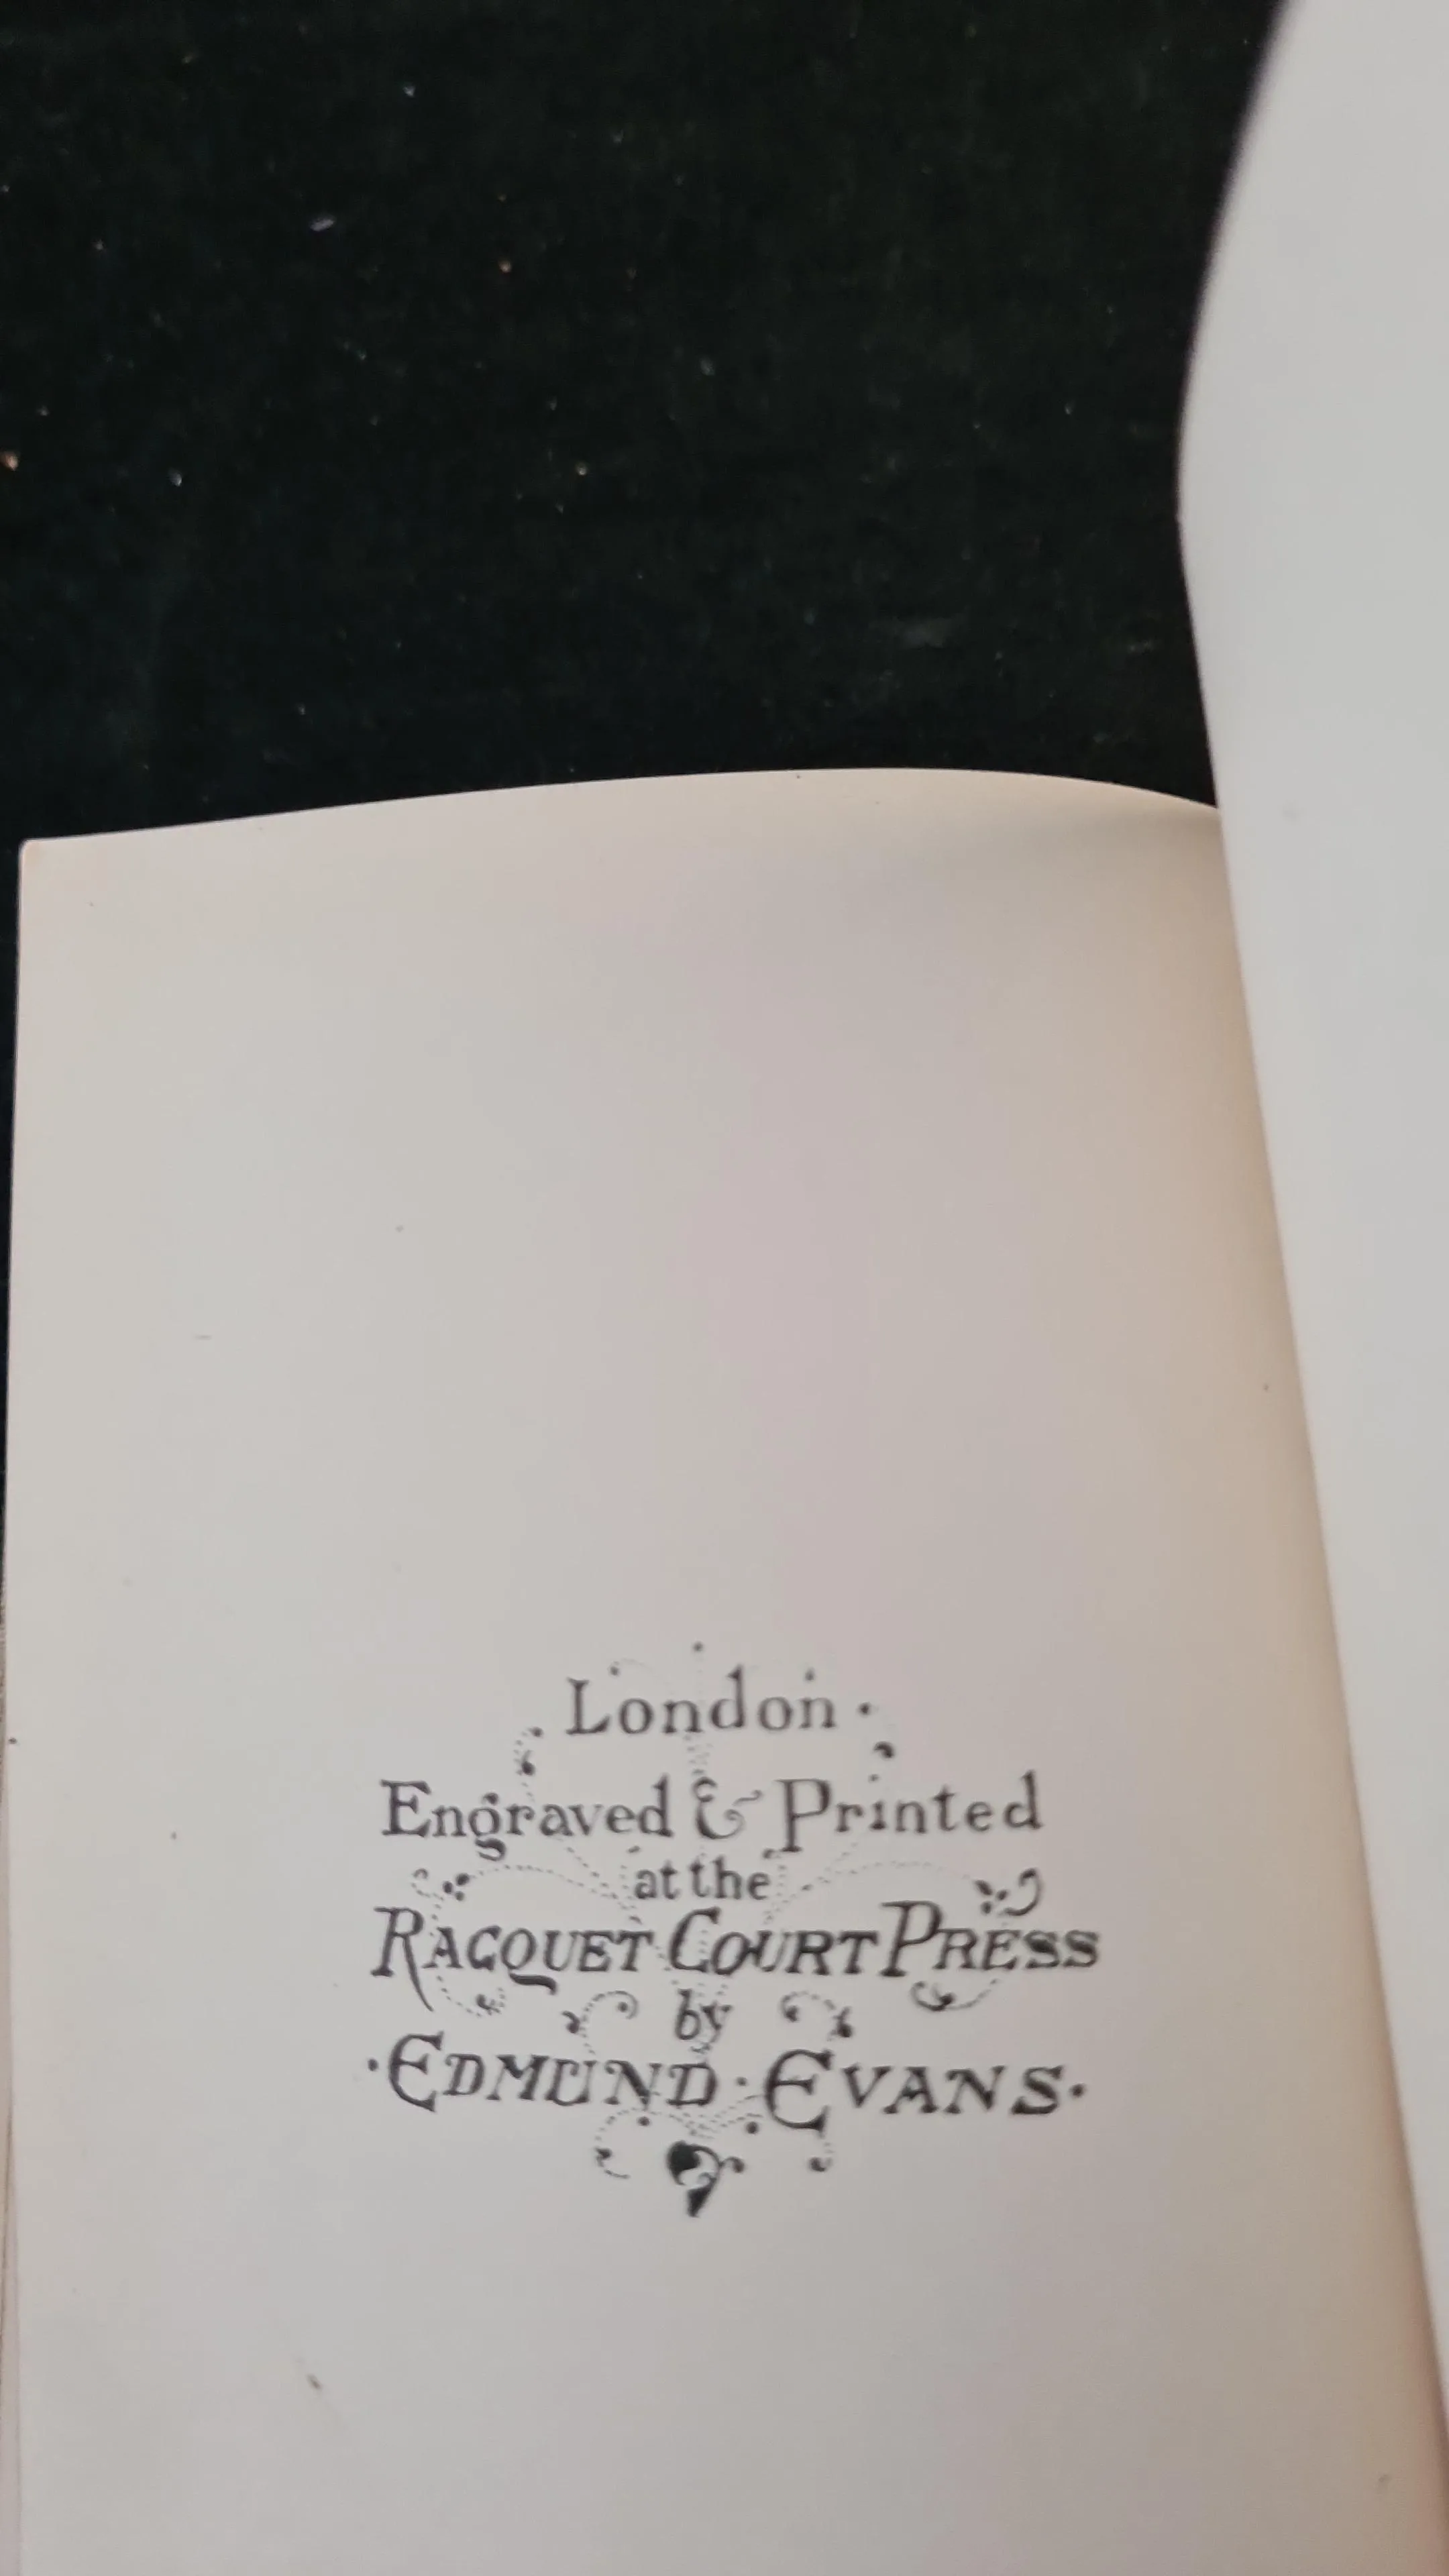 London ·
Engraved & Printed
at the
RACQUET COURT PRESS
by
· EDMUND · EVANS ·